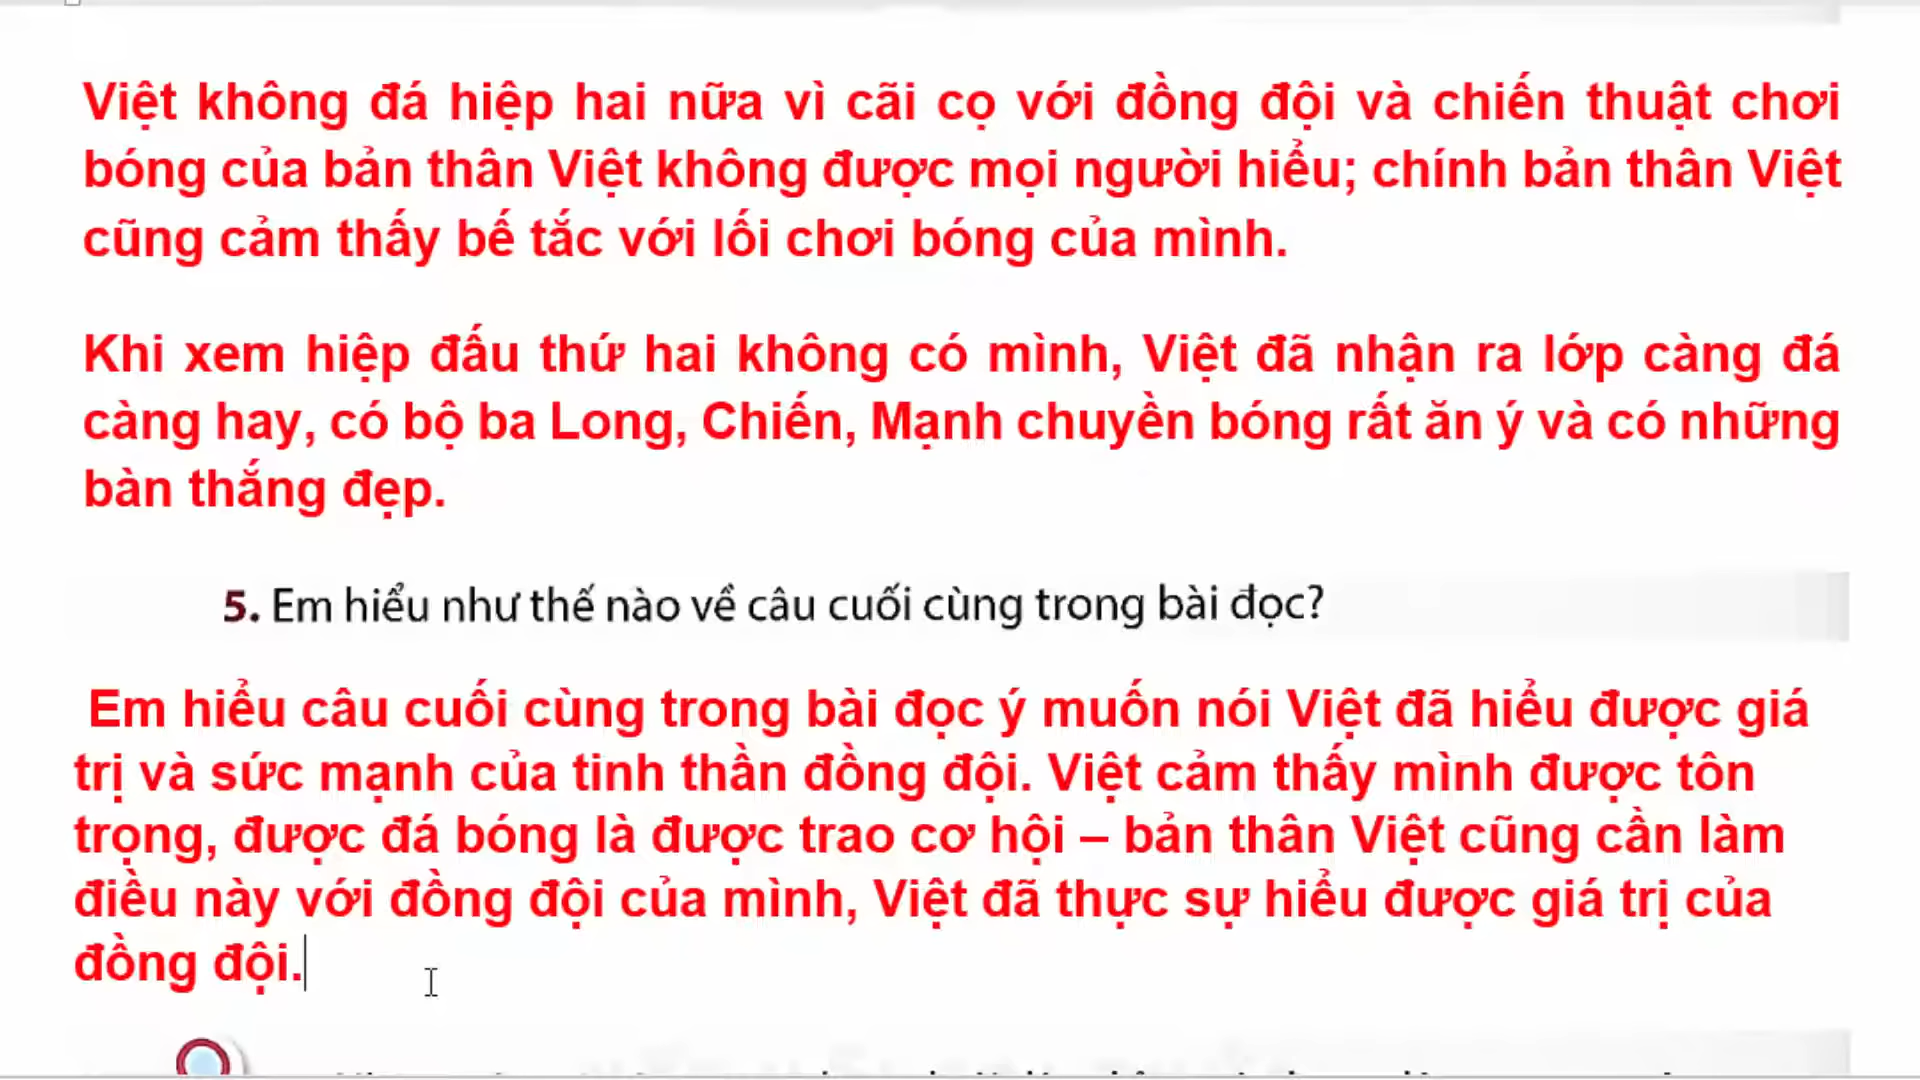 Việt không đá hiệp hai nữa vì cãi cọ với đồng đội và chiến thuật chơi
bóng của bản thân Việt không được mọi người hiểu; chính bản thân Việt
cũng cảm thấy bế tắc với lối chơi bóng của mình.
Khi xem hiệp đấu thứ hai không có mình, Việt đã nhận ra lớp càng đá
càng hay, có bộ ba Long, Chiến, Mạnh chuyền bóng rất ăn ý và có những
bàn thắng đẹp.
5. Em hiểu như thế nào về câu cuối cùng trong bài đọc?
Em hiểu câu cuối cùng trong bài đọc ý muốn nói Việt đã hiểu được giá
trị và sức mạnh của tinh thần đồng đội. Việt cảm thấy mình được tôn
trọng, được đá bóng là được trao cơ hội – bản thân Việt cũng cần làm
điều này với đồng đội của mình, Việt đã thực sự hiểu được giá trị của
đồng đội.